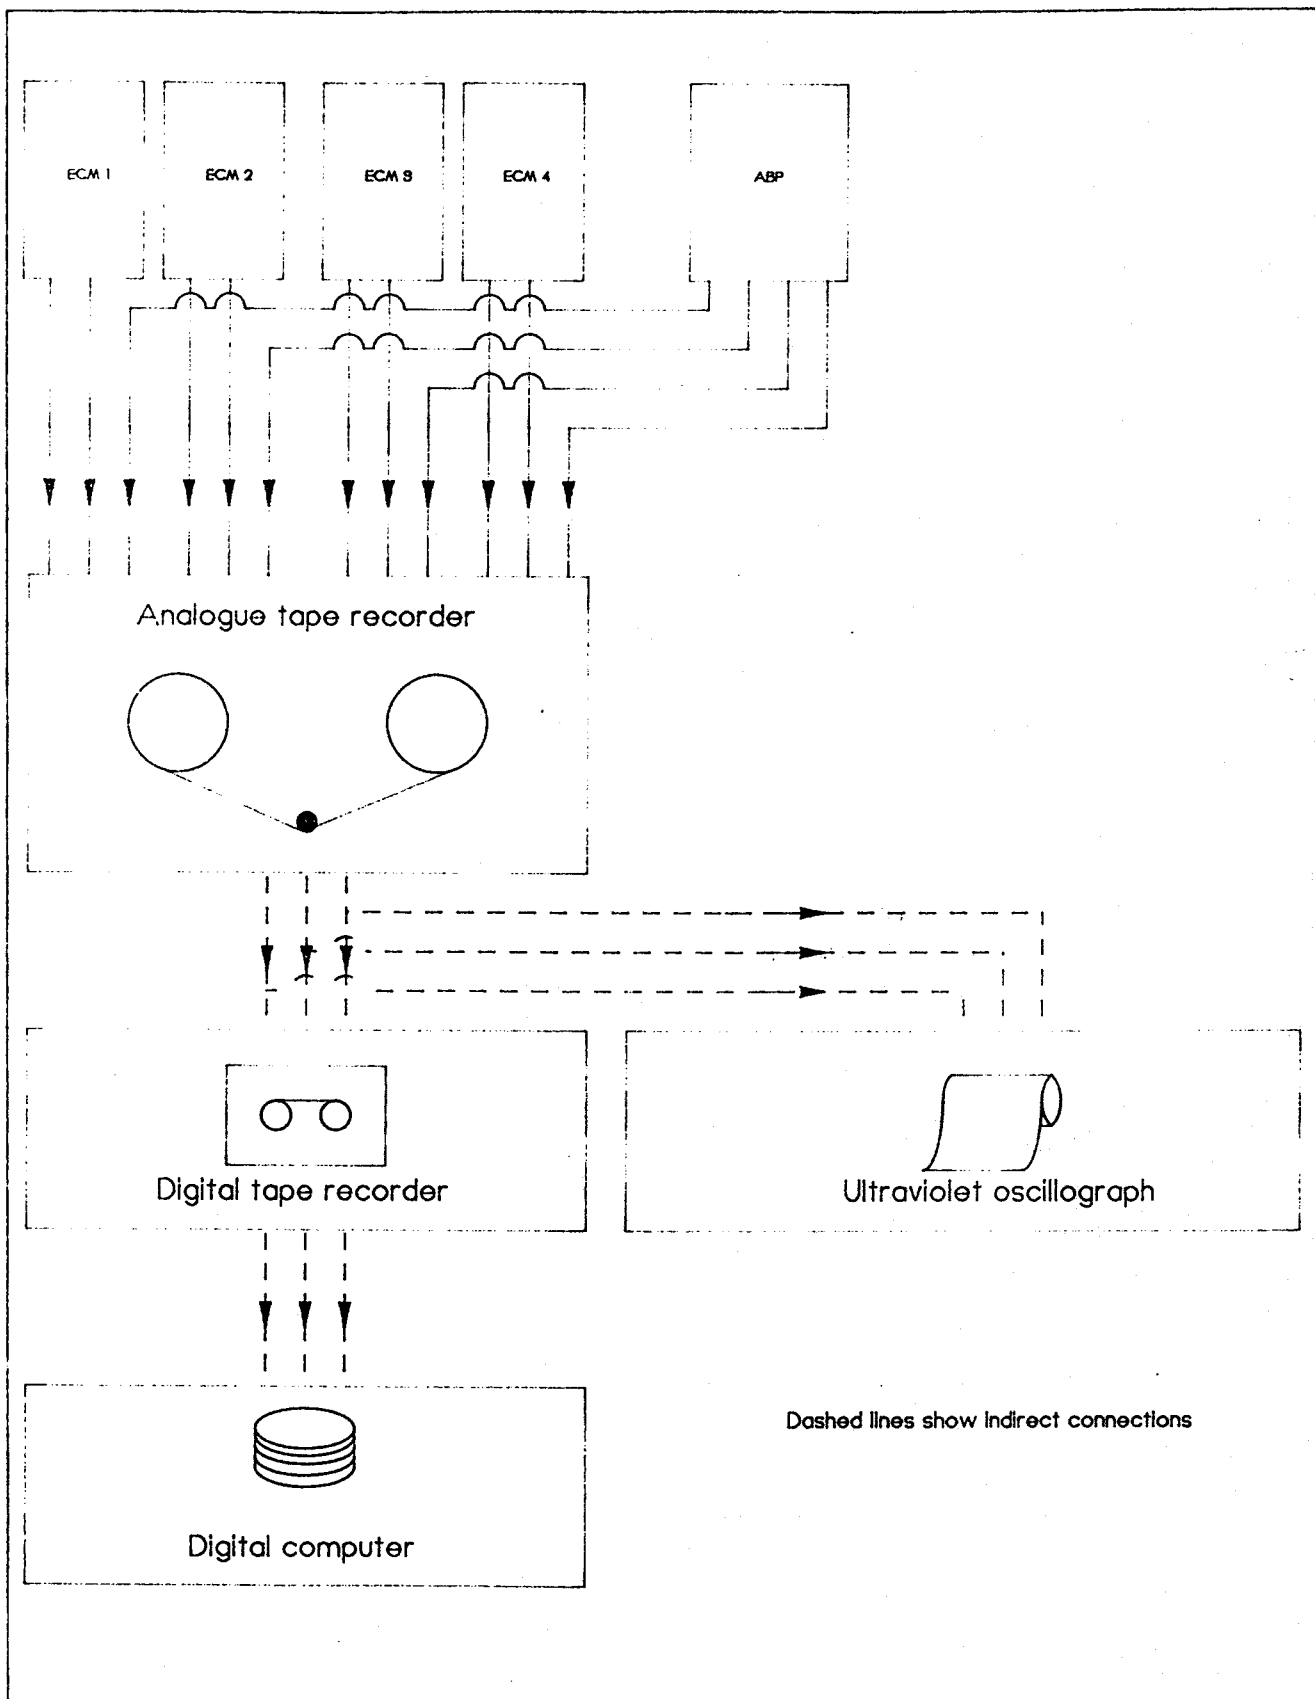 ECM 1
ECM 2
ECM 3
ECM 4
ABP
Analogue tape recorder
Digital tape recorder
Ultraviolet oscillograph
Dashed lines show indirect connections
Digital computer